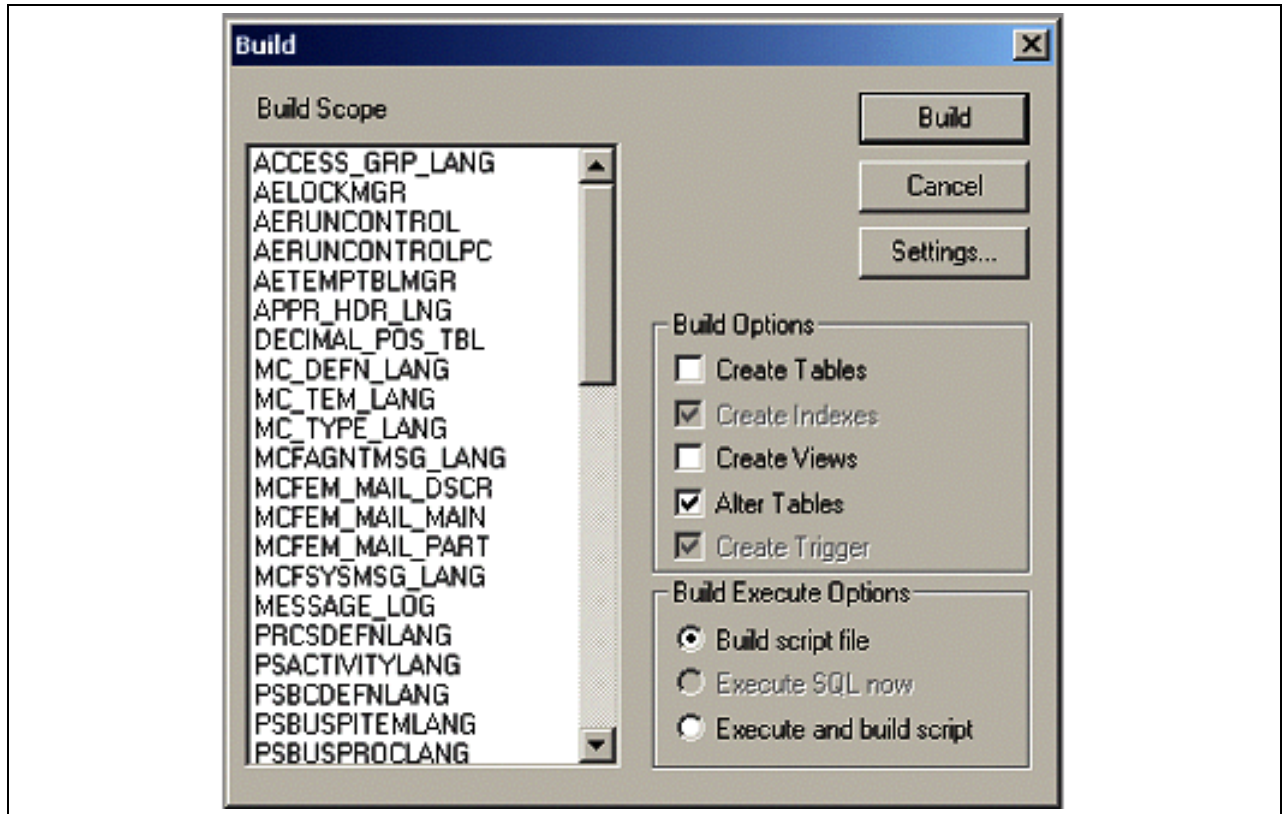 Build
Build Scope
ACCESS_GRP_LANG
AELOCKMGR
AERUNCONTROL
AERUNCONTROLPC
AETEMPTBLMGR
APPR_HDR_LNG
DECIMAL_POS_TBL
MC_DEFN_LANG
MC_TEM_LANG
MC_TYPE_LANG
MCFAGNTMSG_LANG
MCFEM_MAIL_DSCR
MCFEM_MAIL_MAIN
MCFEM_MAIL_PART
MCFSYSMSG_LANG
MESSAGE_LOG
PRCSDEFNLANG
PSACTIVITYLANG
PSBCDEFNLANG
PSBUSPITEMLANG
PSBUSPROCLANG
Build
Cancel
Settings...
Build Options
Create Tables
Create Indexes
Create Views
Alter Tables
Create Trigger
Build Execute Options
Build script file
Execute SQL now
Execute and build script